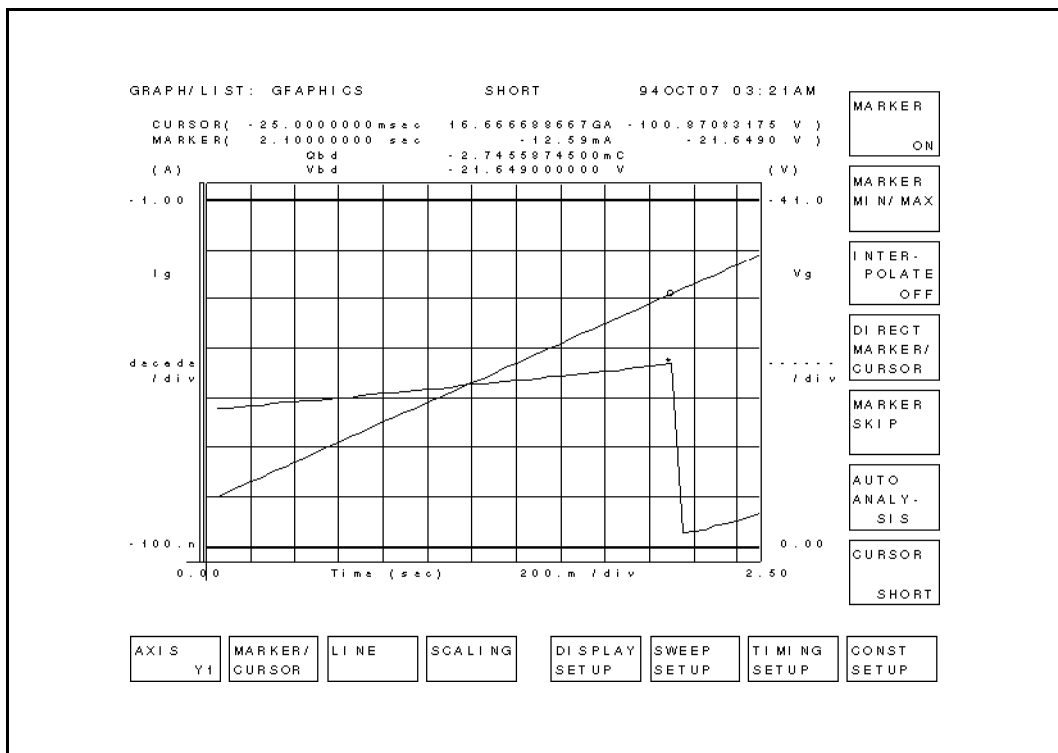 GRAPH/LIST: GFAPHICS SHORT 94OCT07 03:21AM
CURSOR( -25.0000000msec 16.666688667GA -100.87083175 V )
MARKER( 2.10000000 sec -12.59mA -21.6490 V )
Qbd -2.7455874500mC
(A) Vbd -21.649000000 V (V)
-1.00 -41.0
Ig Vg
decade ------
/div /div
-100.n 0.00
0.00 Time (sec) 200.m /div 2.50
MARKER
ON
MARKER
MIN/MAX
INTER-
POLATE
OFF
DIRECT
MARKER/
CURSOR
MARKER
SKIP
AUTO
ANALY-
SIS
CURSOR
SHORT
AXIS
Y1
MARKER/
CURSOR
LINE
SCALING
DISPLAY
SETUP
SWEEP
SETUP
TIMING
SETUP
CONST
SETUP